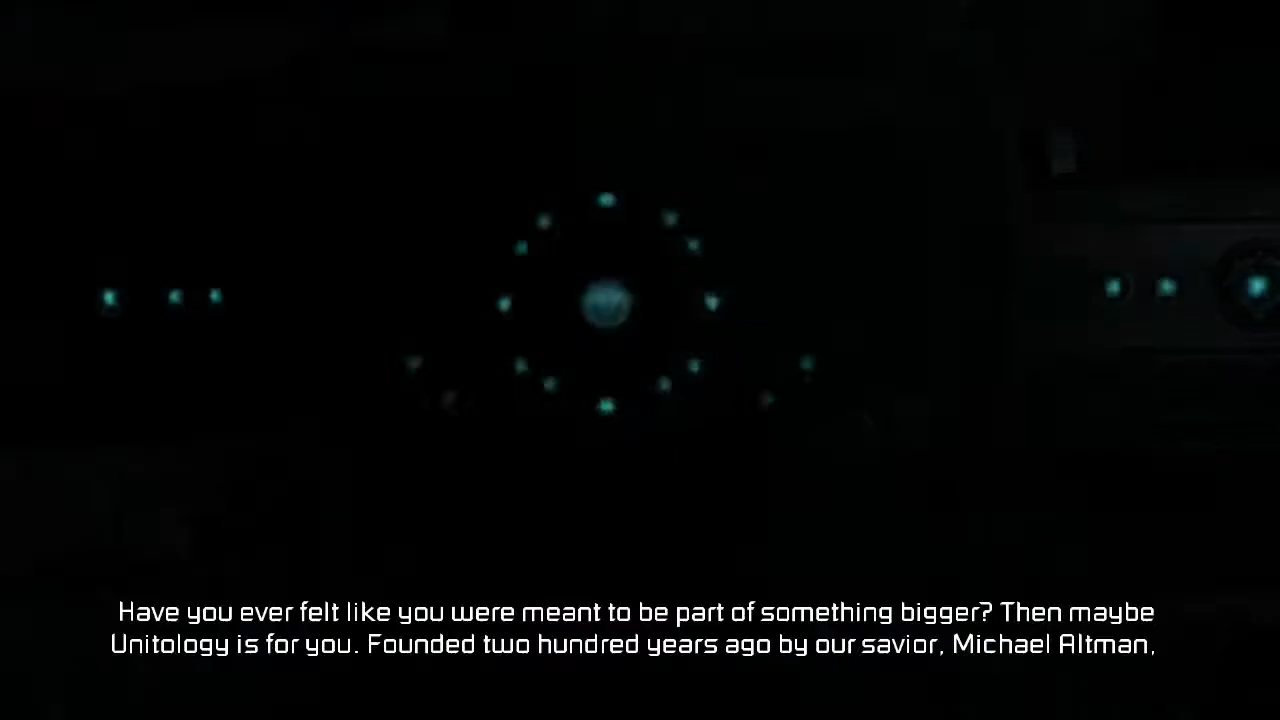 Have you ever felt like you were meant to be part of something bigger? Then maybe
Unitology is for you. Founded two hundred years ago by our savior, Michael Altman,